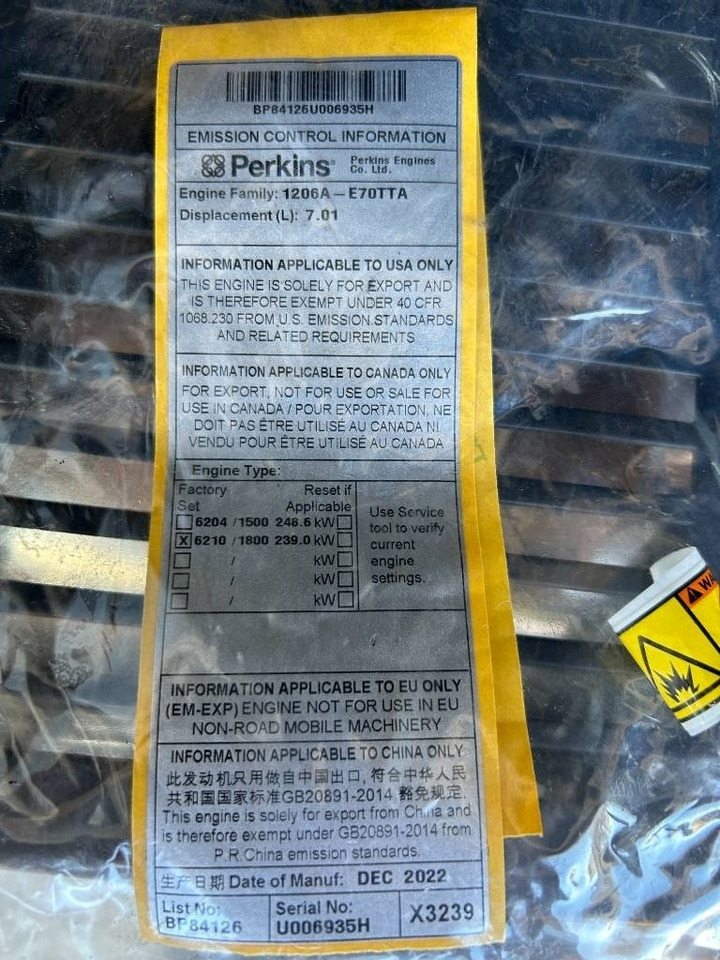 BP84126U006935H
EMISSION CONTROL INFORMATION
Perkins® Perkins Engines
Co. Ltd.
Engine Family: 1206A-E70TTA
Displacement (L): 7.01
INFORMATION APPLICABLE TO USA ONLY
THIS ENGINE IS SOLELY FOR EXPORT AND
IS THEREFORE EXEMPT UNDER 40 CFR
1068.230 FROM U.S. EMISSION STANDARDS
AND RELATED REQUIREMENTS
INFORMATION APPLICABLE TO CANADA ONLY
FOR EXPORT, NOT FOR USE OR SALE FOR
USE IN CANADA / POUR EXPORTATION, NE
DOIT PAS ÊTRE UTILISÉ AU CANADA NI
VENDU POUR ÊTRE UTILISÉ AU CANADA
Engine Type:
Factory Reset if
Set Applicable
6204 /1500 248.6 kW
X 6210 /1800 239.0 kW
/ kW
/ kW
/ kW
Use Service
tool to verify
current
engine
settings.
INFORMATION APPLICABLE TO EU ONLY
(EM-EXP) ENGINE NOT FOR USE IN EU
NON-ROAD MOBILE MACHINERY
INFORMATION APPLICABLE TO CHINA ONLY
此发动机只用做自中国出口, 符合中华人民
共和国国家标准GB20891-2014 豁免规定.
This engine is solely for export from China and
is therefore exempt under GB20891-2014 from
P.R.China emission standards.
生产日期 Date of Manuf: DEC 2022
List No:
BP84126
Serial No:
U006935H
X3239
WA